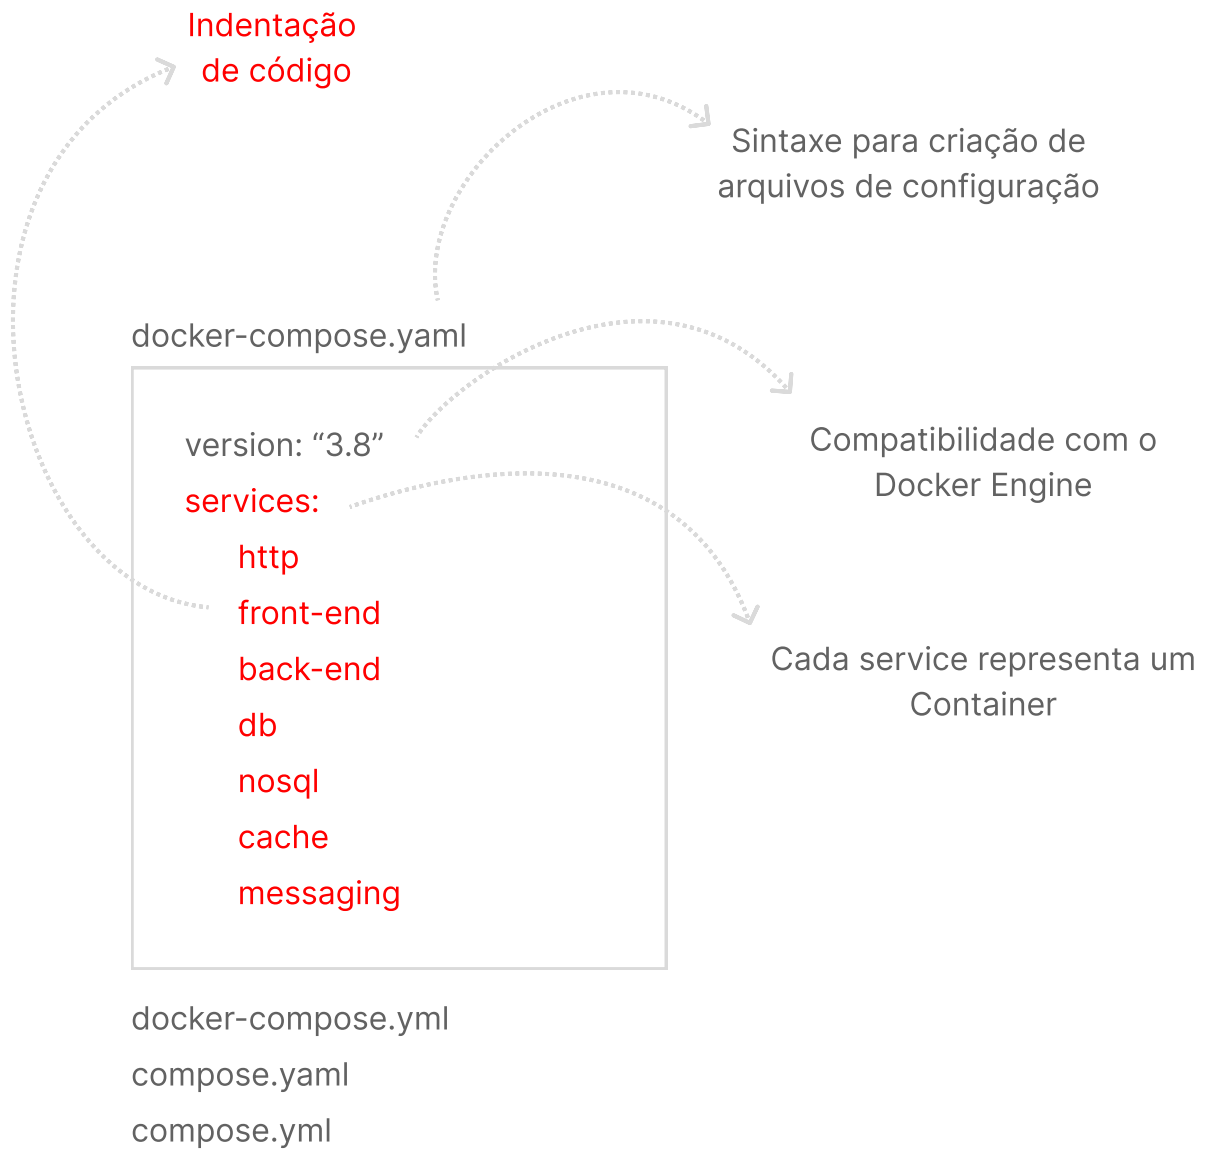 Indentação
de código
Sintaxe para criação de
arquivos de configuração
docker-compose.yaml
version: “3.8”
services:
http
front-end
back-end
db
nosql
cache
messaging
Compatibilidade com o
Docker Engine
Cada service representa um
Container
docker-compose.yml
compose.yaml
compose.yml